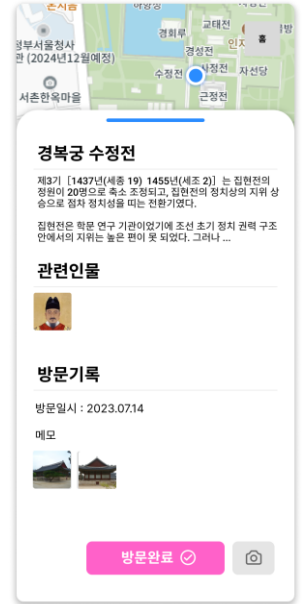 경회루
교태전
경성전
정부서울청사
관 (2024년12월예정)
수정전
사정전
자선당
서촌한옥마을
근정전
홈
경복궁 수정전
제3기［1437년(세종 19) 1455년(세조 2)］는 집현전의
정원이 20명으로 축소 조정되고, 집현전의 정치상의 지위 상
승으로 점차 정치성을 띠는 전환기였다.
집현전은 학문 연구 기관이었기에 조선 초기 정치 권력 구조
안에서의 지위는 높은 편이 못 되었다. 그러나 ...
관련인물
방문기록
방문일시 : 2023.07.14
메모
방문완료